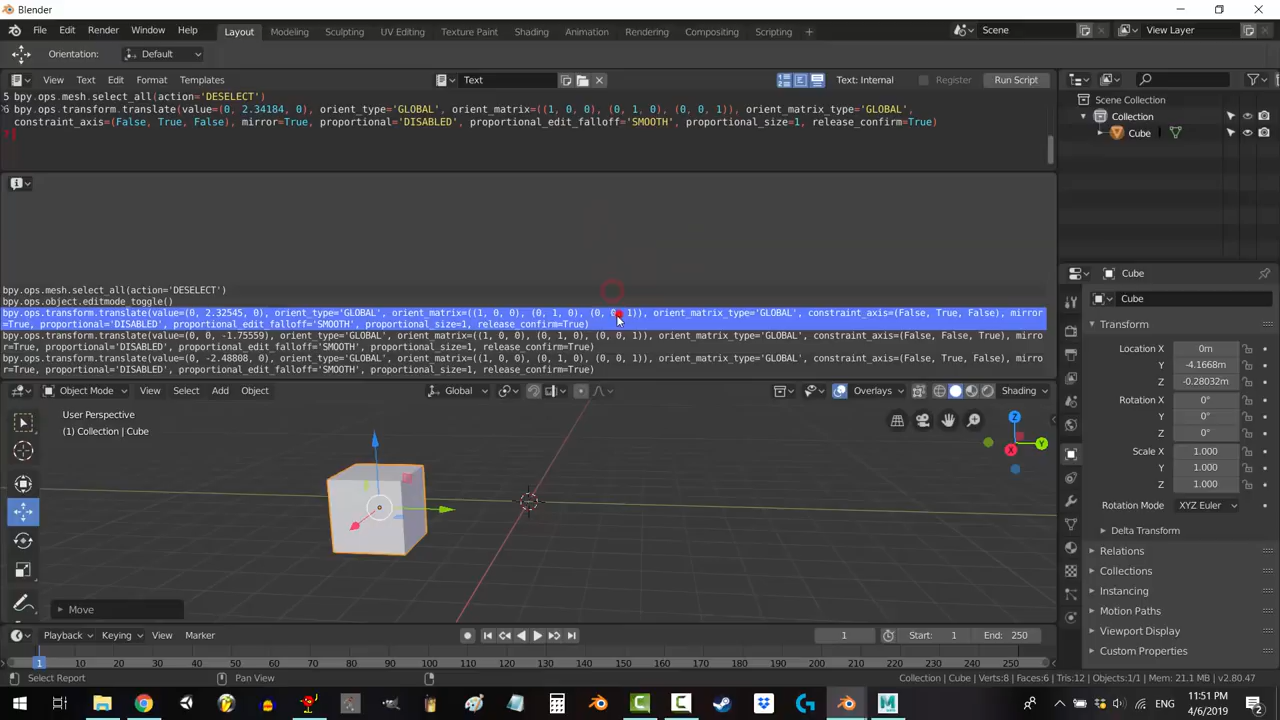 Blender
File Edit Render Window Help Layout Modeling Sculpting UV Editing Texture Paint Shading Animation Rendering Compositing Scripting + Scene View Layer
Orientation: Default
View Text Edit Format Templates Text Text: Internal Register Run Script
5 bpy.ops.mesh.select_all(action='DESELECT')
bpy.ops.transform.translate(value=(0, 2.34184, 0), orient_type='GLOBAL', orient_matrix=((1, 0, 0), (0, 1, 0), (0, 0, 1)), orient_matrix_type='GLOBAL',
constraint_axis=(False, True, False), mirror=True, proportional='DISABLED', proportional_edit_falloff='SMOOTH', proportional_size=1, release_confirm=True)
Scene Collection
Collection
Cube
bpy.ops.mesh.select_all(action='DESELECT')
bpy.ops.object.editmode_toggle()
bpy.ops.transform.translate(value=(0, 2.32545, 0), orient_type='GLOBAL', orient_matrix=((1, 0, 0), (0, 1, 0), (0, 0, 1)), orient_matrix_type='GLOBAL', constraint_axis=(False, True, False), mirror
=True, proportional='DISABLED', proportional_edit_falloff='SMOOTH', proportional_size=1, release_confirm=True)
bpy.ops.transform.translate(value=(0, 0, -1.75559), orient_type='GLOBAL', orient_matrix=((1, 0, 0), (0, 1, 0), (0, 0, 1)), orient_matrix_type='GLOBAL', constraint_axis=(False, False, True), mirro
r=True, proportional='DISABLED', proportional_edit_falloff='SMOOTH', proportional_size=1, release_confirm=True)
bpy.ops.transform.translate(value=(0, -2.48808, 0), orient_type='GLOBAL', orient_matrix=((1, 0, 0), (0, 1, 0), (0, 0, 1)), orient_matrix_type='GLOBAL', constraint_axis=(False, True, False), mirro
r=True, proportional='DISABLED', proportional_edit_falloff='SMOOTH', proportional_size=1, release_confirm=True)
Object Mode View Select Add Object Global Overlays Shading
User Perspective
(1) Collection | Cube
Z
Y
X
Move
Cube
Cube
Transform
Location X 0m
Y -4.1668m
Z -0.28032m
Rotation X 0°
Y 0°
Z 0°
Scale X 1.000
Y 1.000
Z 1.000
Rotation Mode XYZ Euler
Delta Transform
Relations
Collections
Instancing
Motion Paths
Viewport Display
Custom Properties
Playback Keying View Marker 1 Start: 1 End: 250
1 10 20 30 40 50 60 70 80 90 100 110 120 130 140 150 160 170 180 190 200 210 220 230 240 250
Select Report Pan View Collection | Cube | Verts:8 | Faces:6 | Tris:12 | Objects:1/1 | Mem: 21.1 MB | v2.80.47
ENG 11:51 PM
4/6/2019